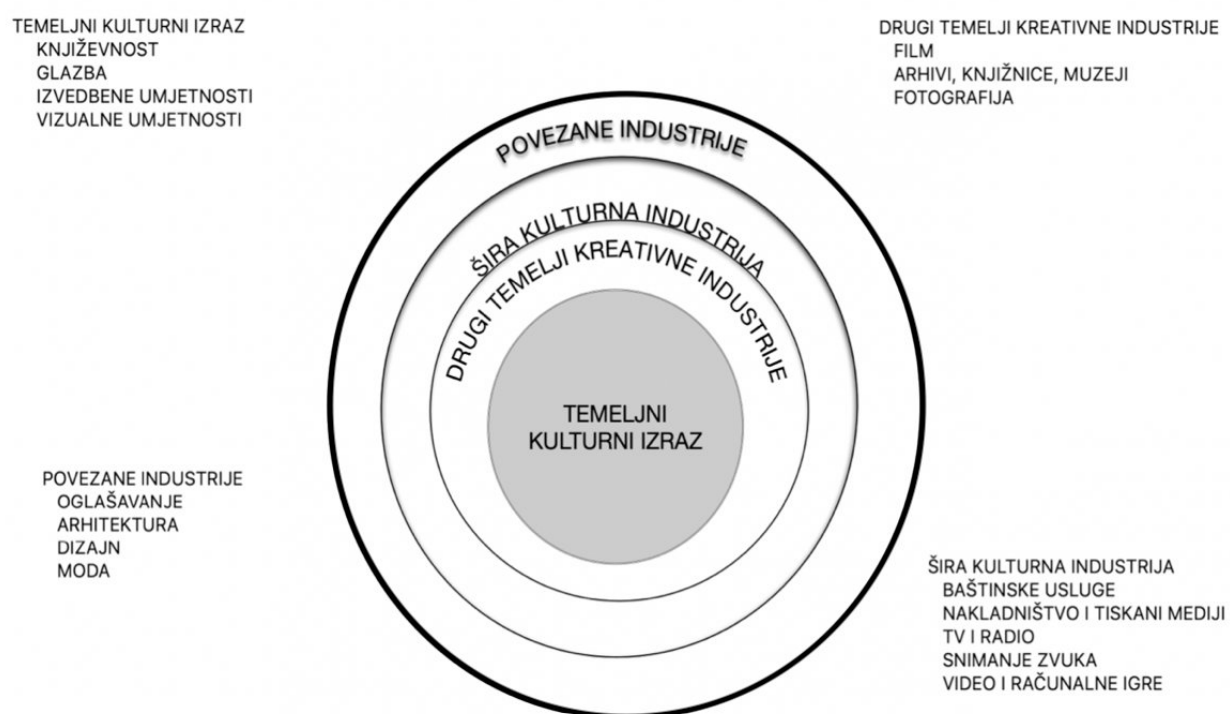 TEMELJNI KULTURNI IZRAZ
KNJIŽEVNOST
GLAZBA
IZVEDBENE UMJETNOSTI
VIZUALNE UMJETNOSTI
DRUGI TEMELJI KREATIVNE INDUSTRIJE
FILM
ARHIVI, KNJIŽNICE, MUZEJI
FOTOGRAFIJA
POVEZANE INDUSTRIJE
ŠIRA KULTURNA INDUSTRIJA
DRUGI TEMELJI KREATIVNE INDUSTRIJE
TEMELJNI
KULTURNI IZRAZ
POVEZANE INDUSTRIJE
OGLAŠAVANJE
ARHITEKTURA
DIZAJN
MODA
ŠIRA KULTURNA INDUSTRIJA
BAŠTINSKE USLUGE
NAKLADNIŠTVO I TISKANI MEDIJI
TV I RADIO
SNIMANJE ZVUKA
VIDEO I RAČUNALNE IGRE